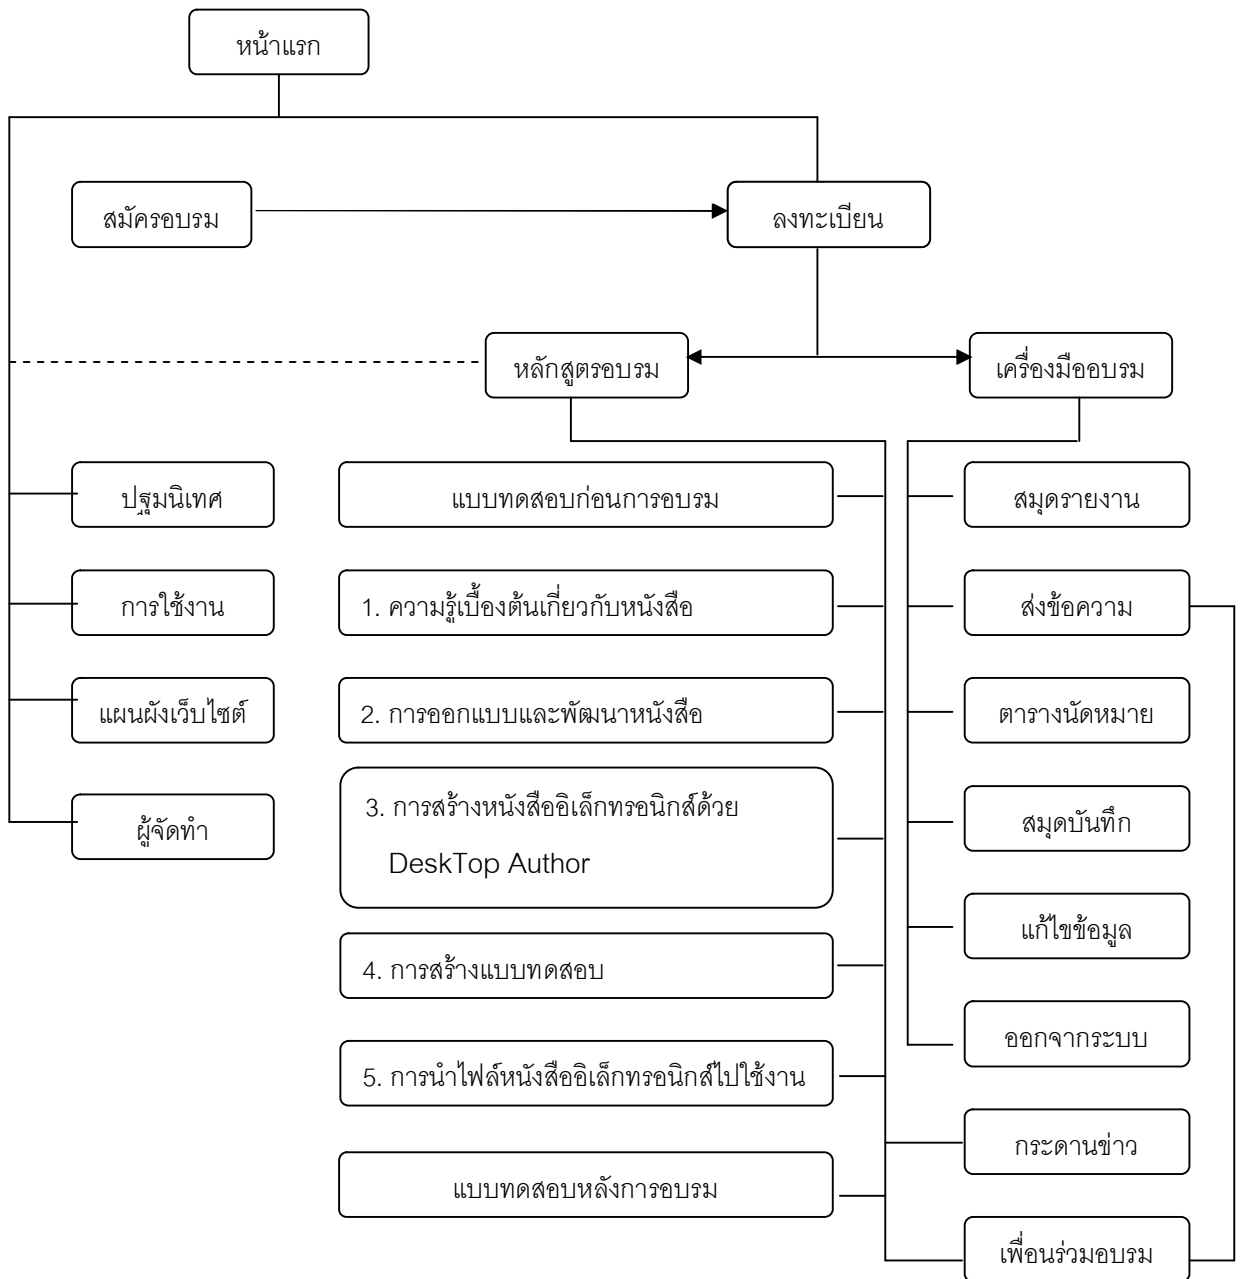 หน้าแรก
สมัครอบรม
ลงทะเบียน
หลักสูตรอบรม
เครื่องมืออบรม
ปฐมนิเทศ
การใช้งาน
แผนผังเว็บไซต์
ผู้จัดทำ
แบบทดสอบก่อนการอบรม
1. ความรู้เบื้องต้นเกี่ยวกับหนังสือ
2. การออกแบบและพัฒนาหนังสือ
3. การสร้างหนังสืออิเล็กทรอนิกส์ด้วย
DeskTop Author
4. การสร้างแบบทดสอบ
5. การนำไฟล์หนังสืออิเล็กทรอนิกส์ไปใช้งาน
แบบทดสอบหลังการอบรม
สมุดรายงาน
ส่งข้อความ
ตารางนัดหมาย
สมุดบันทึก
แก้ไขข้อมูล
ออกจากระบบ
กระดานข่าว
เพื่อนร่วมอบรม